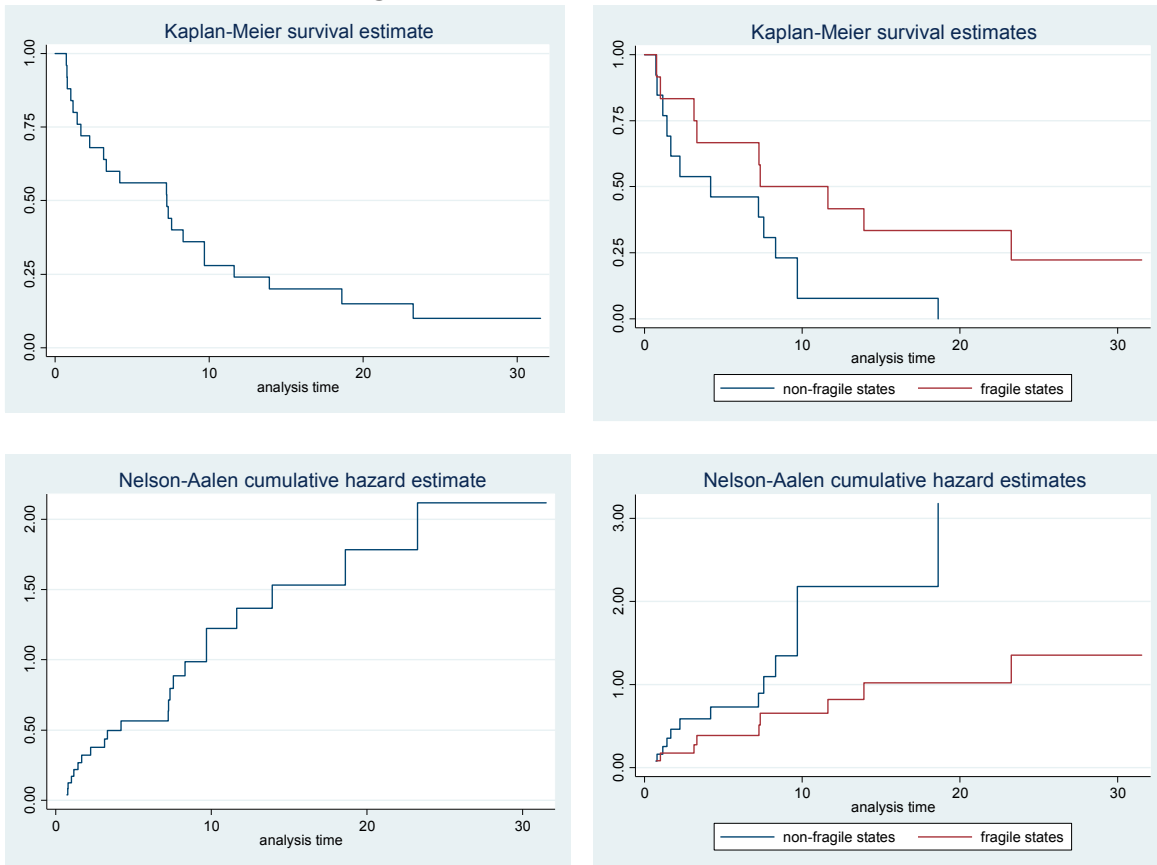 Kaplan-Meier survival estimate
1.00
0.75
0.50
0.25
0.00
0 10 20 30
analysis time
Kaplan-Meier survival estimates
1.00
0.75
0.50
0.25
0.00
0 10 20 30
analysis time
non-fragile states fragile states
Nelson-Aalen cumulative hazard estimate
2.00
1.50
1.00
0.50
0.00
0 10 20 30
analysis time
Nelson-Aalen cumulative hazard estimates
3.00
2.00
1.00
0.00
0 10 20 30
analysis time
non-fragile states fragile states